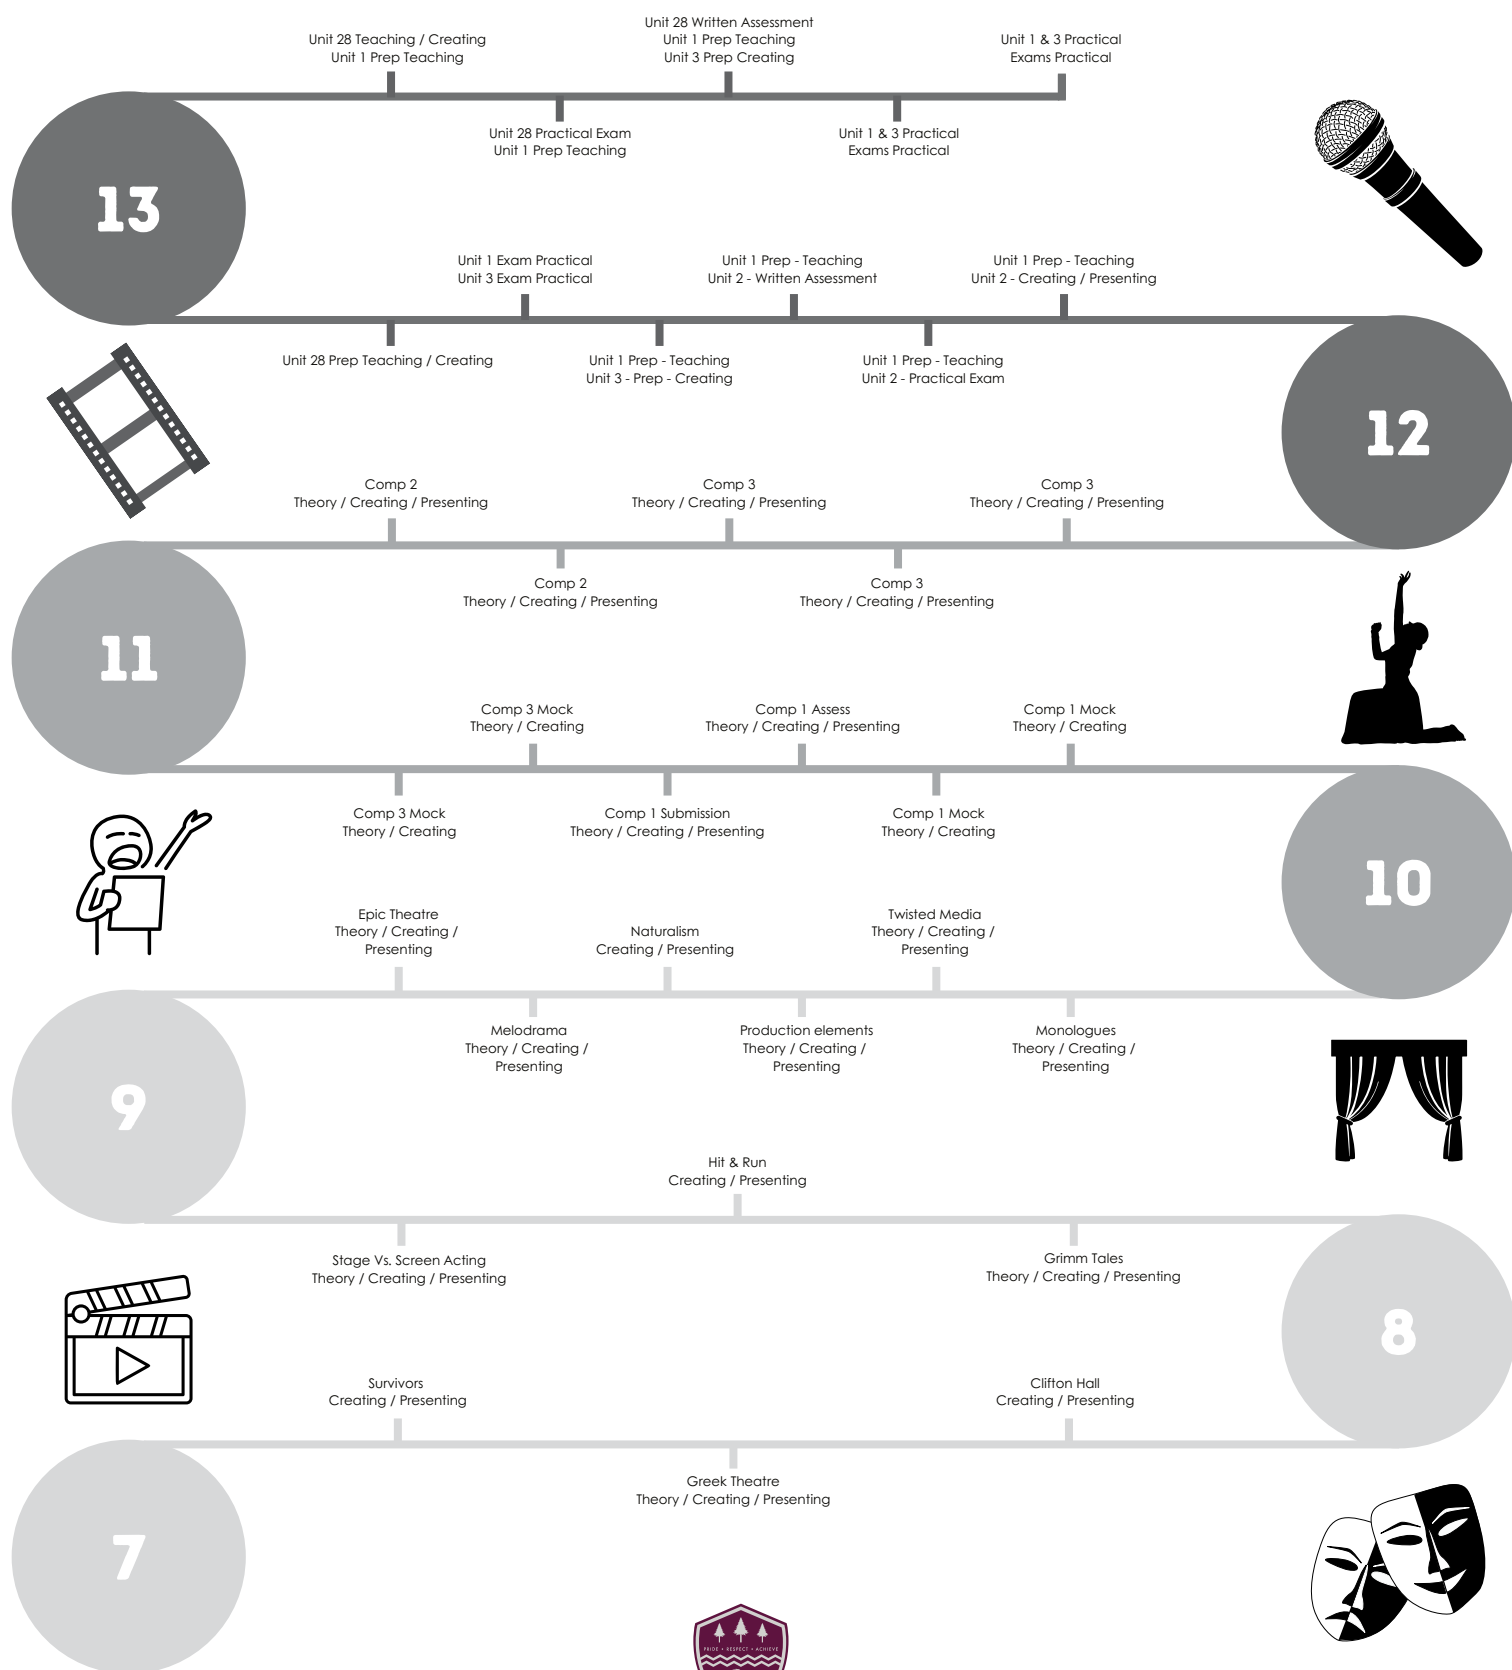 Unit 28 Teaching / Creating
Unit 1 Prep Teaching
Unit 28 Written Assessment
Unit 1 Prep Teaching
Unit 3 Prep Creating
Unit 1 & 3 Practical
Exams Practical
Unit 28 Practical Exam
Unit 1 Prep Teaching
Unit 1 & 3 Practical
Exams Practical
13
Unit 1 Exam Practical
Unit 3 Exam Practical
Unit 1 Prep - Teaching
Unit 2 - Written Assessment
Unit 1 Prep - Teaching
Unit 2 - Creating / Presenting
Unit 28 Prep Teaching / Creating
Unit 1 Prep - Teaching
Unit 3 - Prep - Creating
Unit 1 Prep - Teaching
Unit 2 - Practical Exam
12
Comp 2
Theory / Creating / Presenting
Comp 3
Theory / Creating / Presenting
Comp 3
Theory / Creating / Presenting
Comp 2
Theory / Creating / Presenting
Comp 3
Theory / Creating / Presenting
11
Comp 3 Mock
Theory / Creating
Comp 1 Assess
Theory / Creating / Presenting
Comp 1 Mock
Theory / Creating
Comp 3 Mock
Theory / Creating
Comp 1 Submission
Theory / Creating / Presenting
Comp 1 Mock
Theory / Creating
10
Epic Theatre
Theory / Creating /
Presenting
Naturalism
Creating / Presenting
Twisted Media
Theory / Creating /
Presenting
Melodrama
Theory / Creating /
Presenting
Production elements
Theory / Creating /
Presenting
Monologues
Theory / Creating /
Presenting
9
Hit & Run
Creating / Presenting
Stage Vs. Screen Acting
Theory / Creating / Presenting
Grimm Tales
Theory / Creating / Presenting
8
Survivors
Creating / Presenting
Clifton Hall
Creating / Presenting
Greek Theatre
Theory / Creating / Presenting
7
PRIDE • RESPECT • ACHIEVE